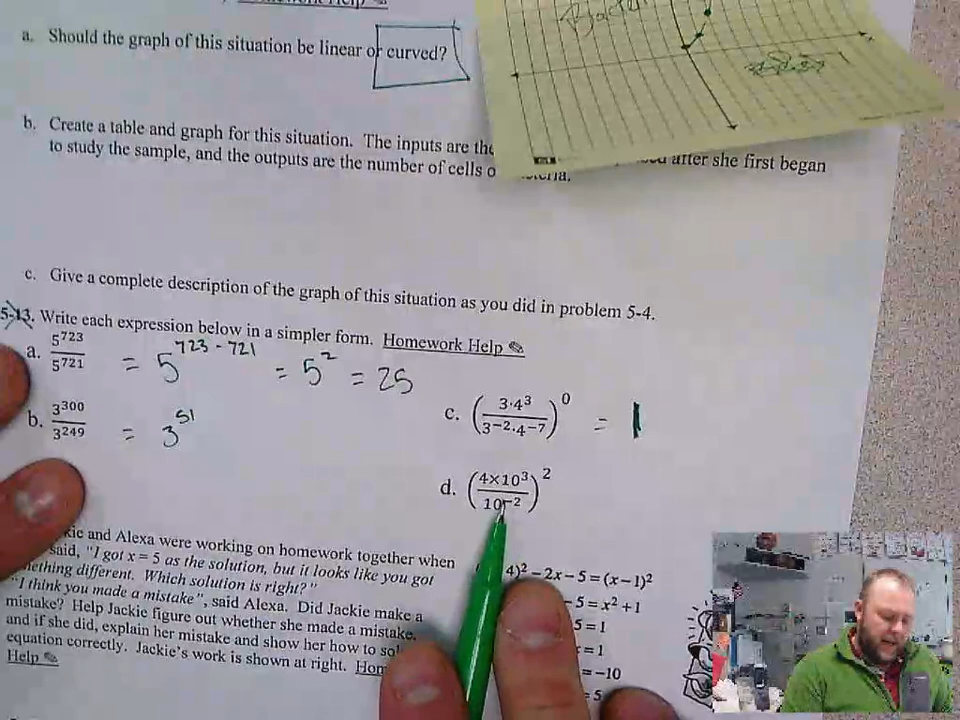 a. Should the graph of this situation be linear or curved?
b. Create a table and graph for this situation. The inputs are the
after she first began
to study the sample, and the outputs are the number of cells o
c. Give a complete description of the graph of this situation as you did in problem 5-4.
5-13. Write each expression below in a simpler form. Homework Help ✎
a. 5^723/5^721 = 5^(723-721) = 5^2 = 25
b. 3^300/3^249 = 3^51
c. (3·4^3/3^-2·4^-7)^0 = 1
d. (4×10^3/10^-2)^2
kie and Alexa were working on homework together when
said, "I got x = 5 as the solution, but it looks like you got
mething different. Which solution is right?"
"I think you made a mistake", said Alexa. Did Jackie make a
mistake? Help Jackie figure out whether she made a mistake
and if she did, explain her mistake and show her how to so
equation correctly. Jackie's work is shown at right. Hom
Help ✎
4)² − 2x − 5 = (x − 1)²
− 5 = x² + 1
5 = 1
= 1
= −10
= 5